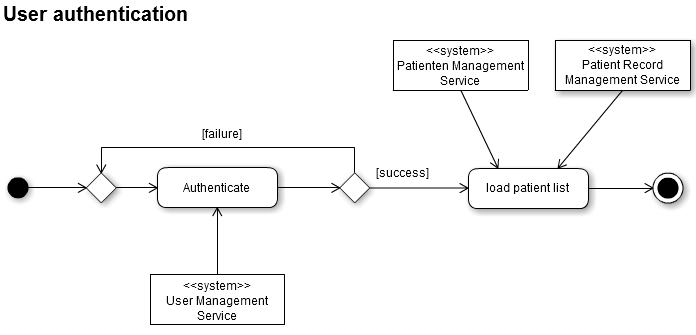 User authentication
<<system>>
Patienten Management
Service
<<system>>
Patient Record
Management Service
[failure]
[success]
Authenticate
load patient list
<<system>>
User Management
Service